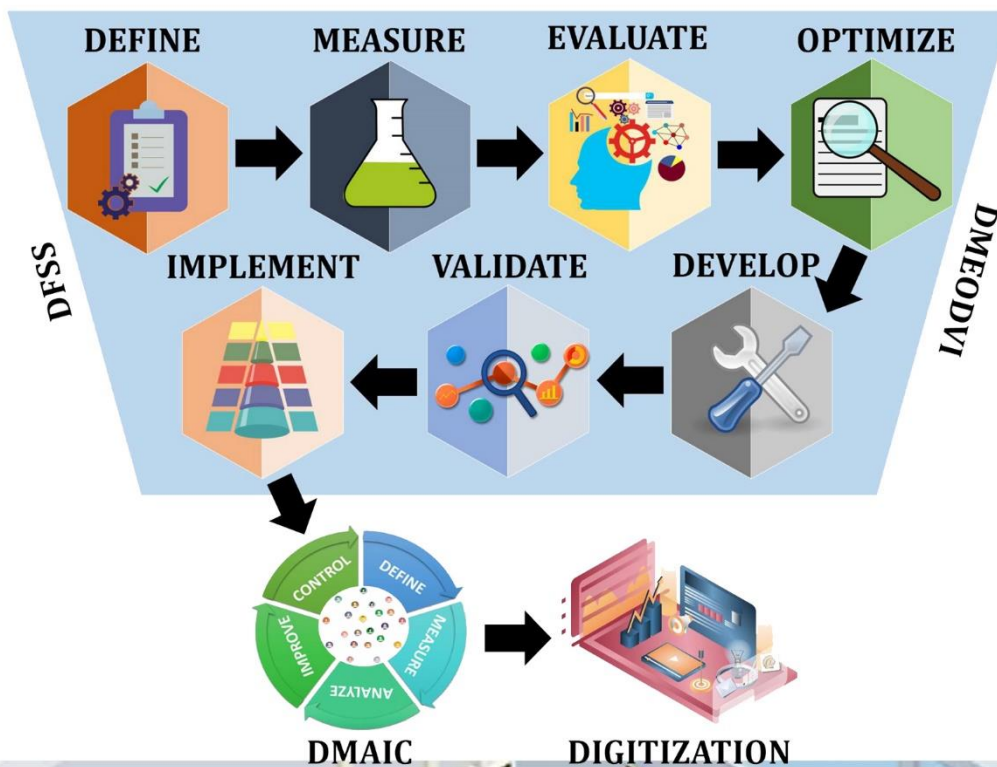 DEFINE
MEASURE
EVALUATE
OPTIMIZE
DFSS
DMEODVI
IMPLEMENT
VALIDATE
DEVELOP
CONTROL
DEFINE
MEASURE
ANALYZE
IMPROVE
DMAIC
DIGITIZATION